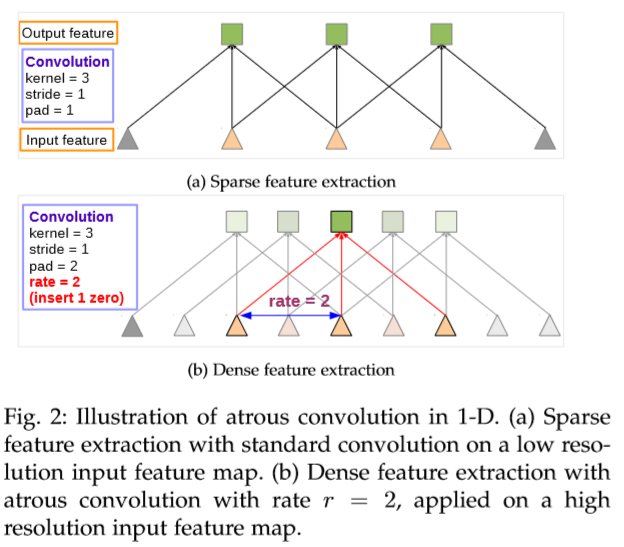 Output feature
Convolution
kernel = 3
stride = 1
pad = 1
Input feature
(a) Sparse feature extraction
Convolution
kernel = 3
stride = 1
pad = 2
rate = 2
(insert 1 zero)
rate = 2
(b) Dense feature extraction
Fig. 2: Illustration of atrous convolution in 1-D. (a) Sparse
feature extraction with standard convolution on a low reso-
lution input feature map. (b) Dense feature extraction with
atrous convolution with rate r = 2, applied on a high
resolution input feature map.